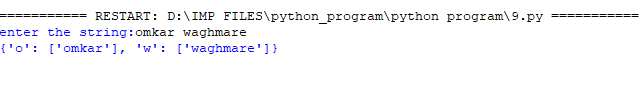 =========== RESTART: D:\IMP FILES\python_program\python program\9.py ===========
enter the string:omkar waghmare
{'o': ['omkar'], 'w': ['waghmare']}